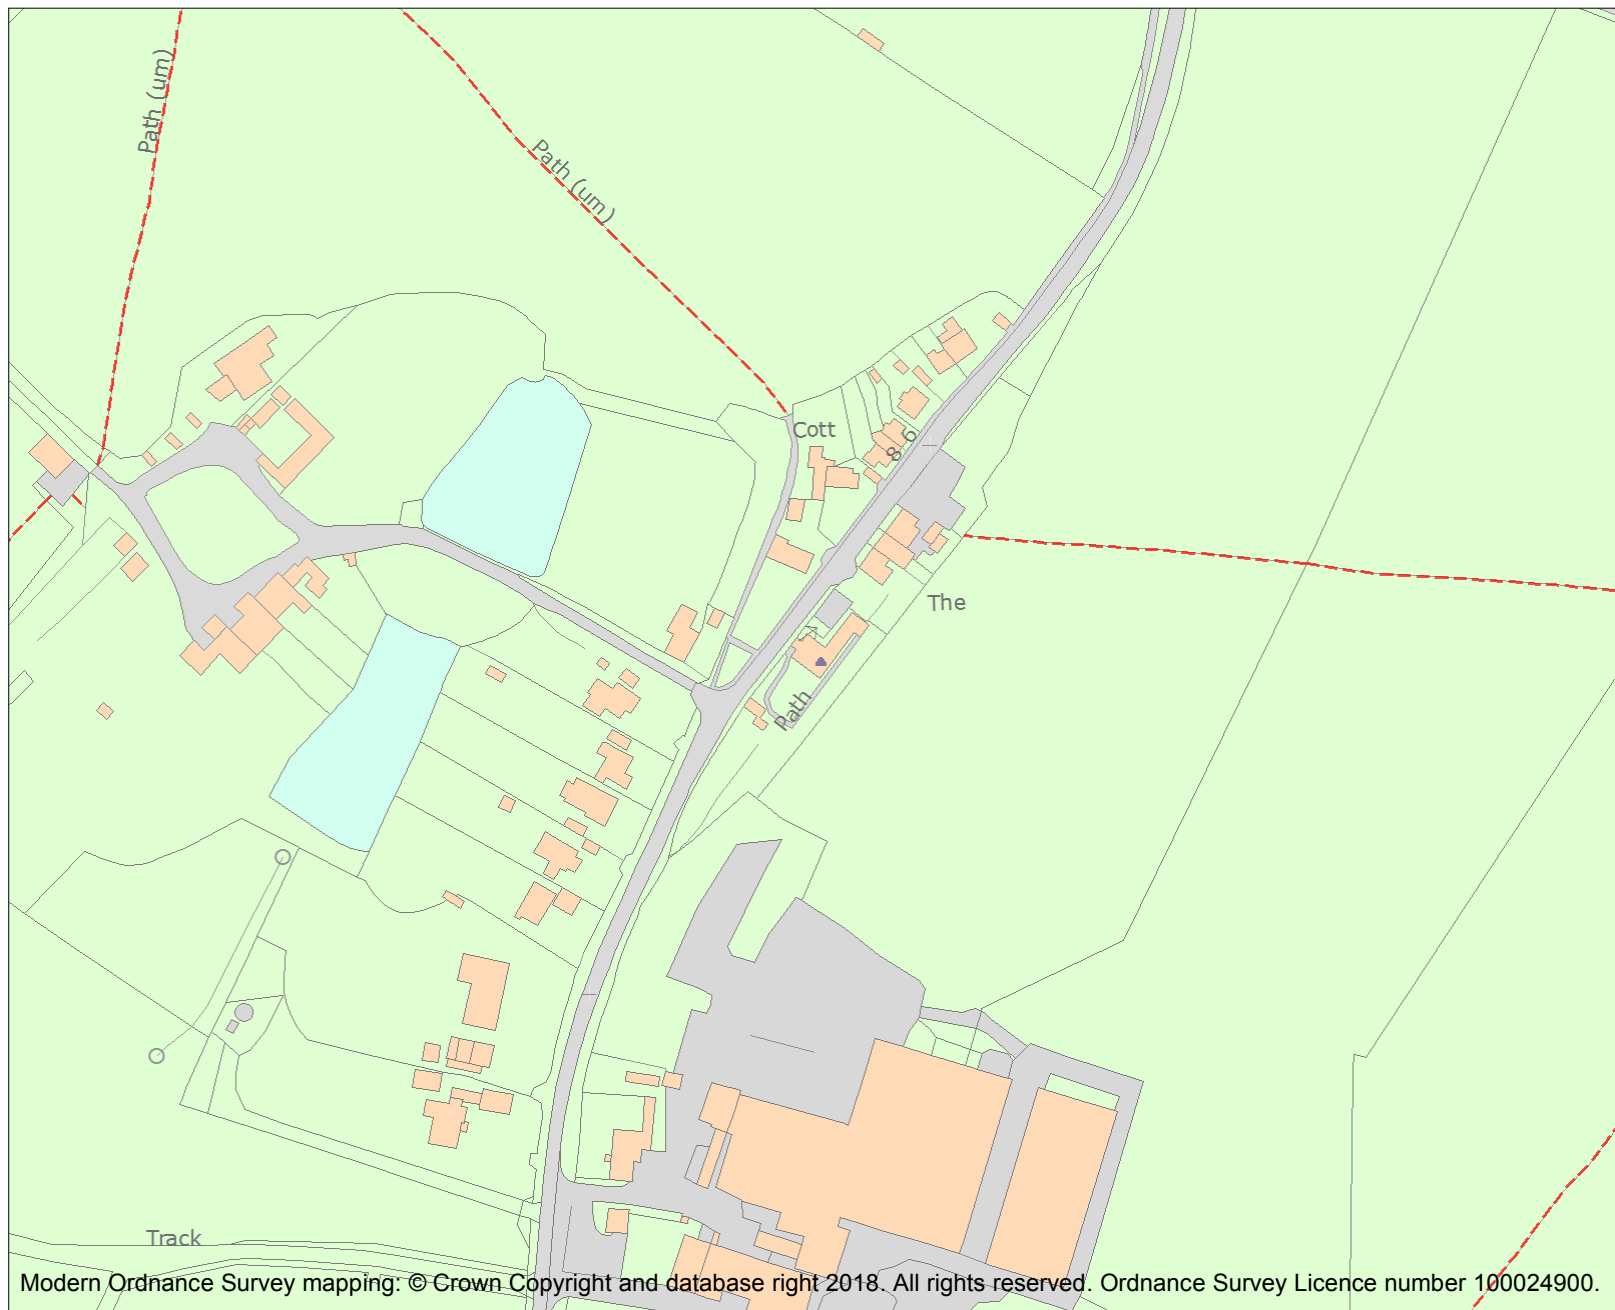 Path (um)
Path (um)
Cott
6
8
The
Path
Track
Modern Ordnance Survey mapping: © Crown Copyright and database right 2018. All rights reserved. Ordnance Survey Licence number 100024900.